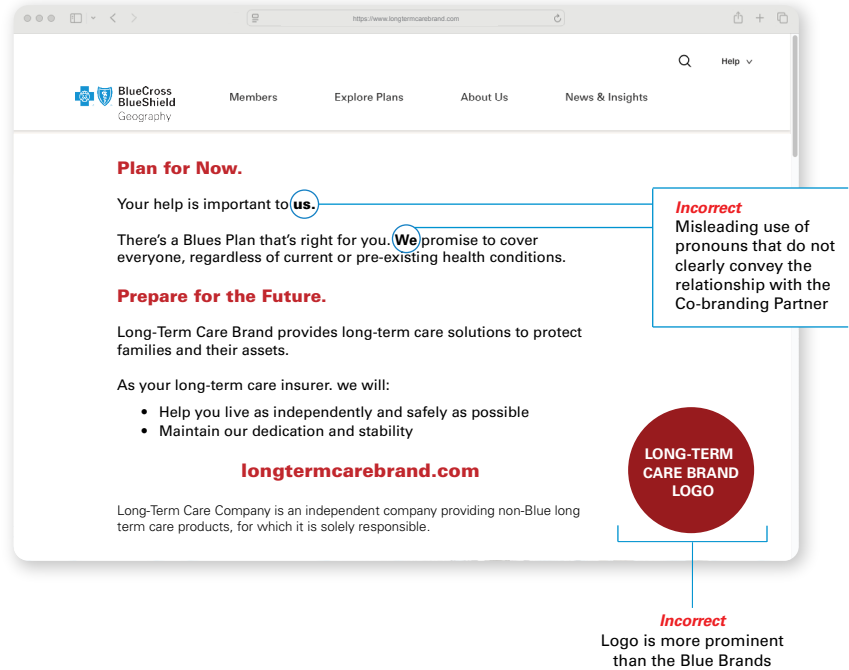 https://www.longtermcarebrand.com
Help
BlueCross
BlueShield
Geography
Members
Explore Plans
About Us
News & Insights
Plan for Now.
Your help is important to us.
There’s a Blues Plan that’s right for you. We promise to cover
everyone, regardless of current or pre-existing health conditions.
Prepare for the Future.
Long-Term Care Brand provides long-term care solutions to protect
families and their assets.
As your long-term care insurer. we will:
• Help you live as independently and safely as possible
• Maintain our dedication and stability
longtermcarebrand.com
Long-Term Care Company is an independent company providing non-Blue long
term care products, for which it is solely responsible.
Incorrect
Misleading use of
pronouns that do not
clearly convey the
relationship with the
Co-branding Partner
LONG-TERM
CARE BRAND
LOGO
Incorrect
Logo is more prominent
than the Blue Brands